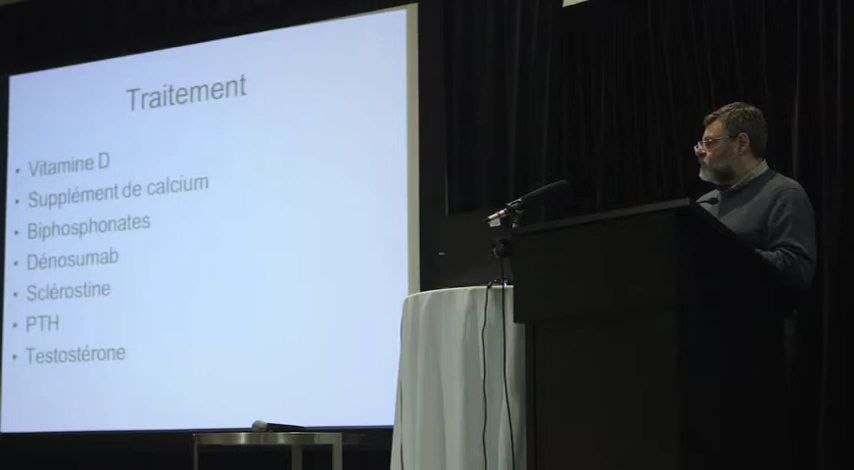 Traitement
• Vitamine D
• Supplément de calcium
• Biphosphonates
• Dénosumab
• Sclérostine
• PTH
• Testostérone